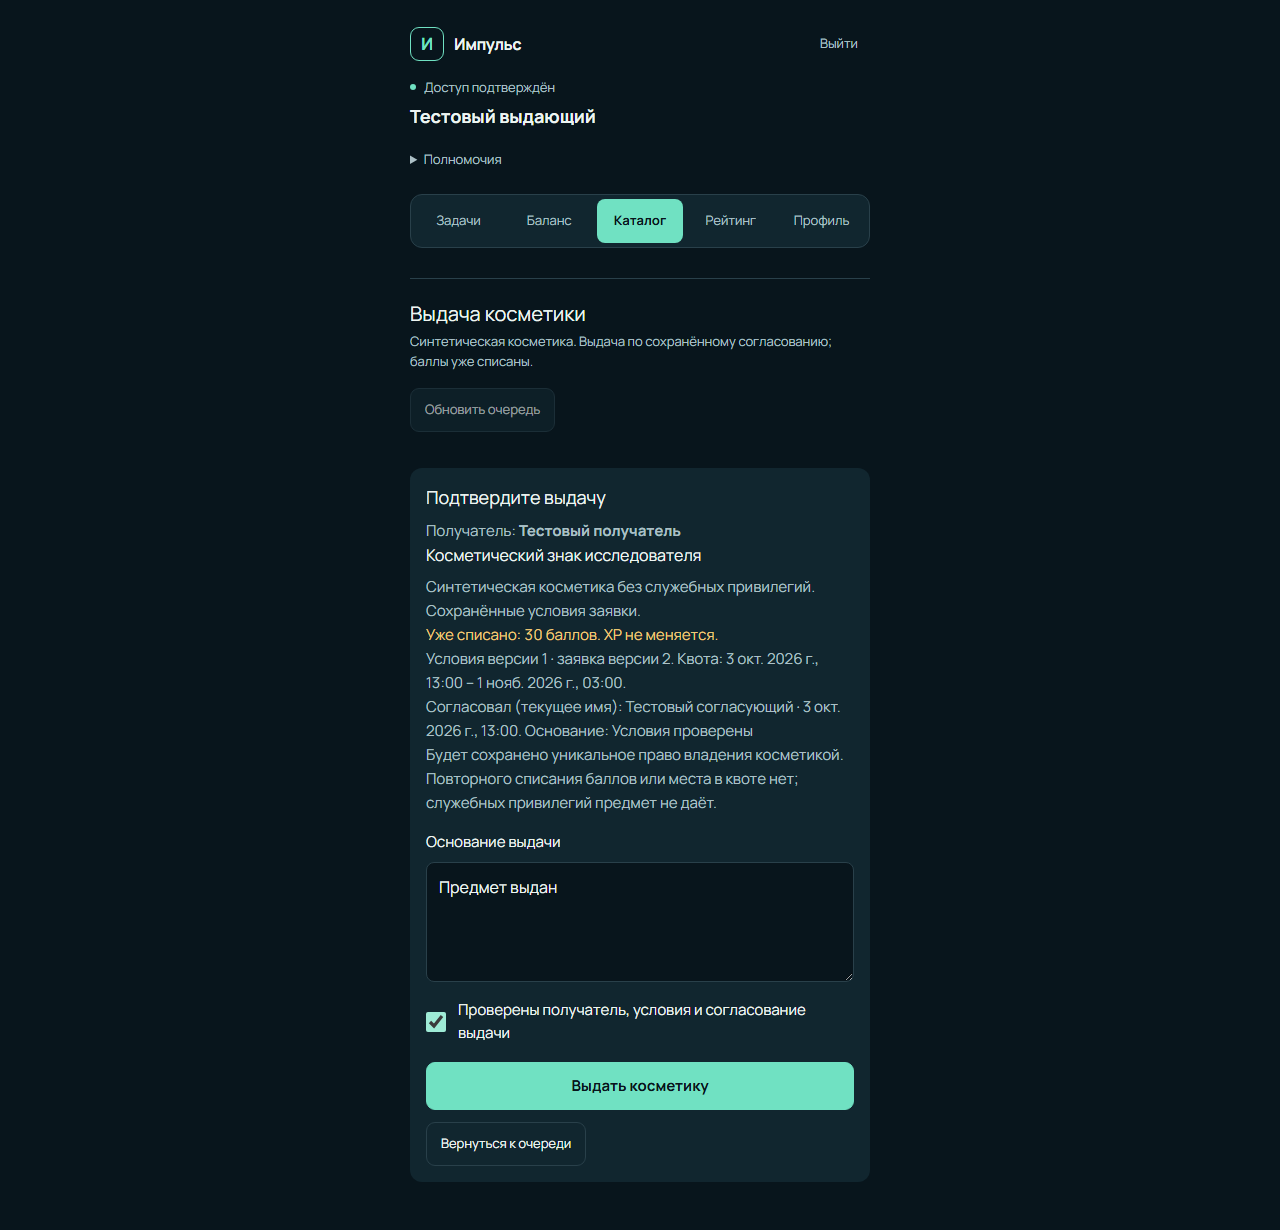 И Импульс
Выйти
Доступ подтверждён
Тестовый выдающий
Полномочия
Задачи Баланс Каталог Рейтинг Профиль
Выдача косметики
Синтетическая косметика. Выдача по сохранённому согласованию;
баллы уже списаны.
Обновить очередь
Подтвердите выдачу
Получатель: Тестовый получатель
Косметический знак исследователя
Синтетическая косметика без служебных привилегий.
Сохранённые условия заявки.
Уже списано: 30 баллов. XP не меняется.
Условия версии 1 · заявка версии 2. Квота: 3 окт. 2026 г.,
13:00 – 1 нояб. 2026 г., 03:00.
Согласовал (текущее имя): Тестовый согласующий · 3 окт.
2026 г., 13:00. Основание: Условия проверены
Будет сохранено уникальное право владения косметикой.
Повторного списания баллов или места в квоте нет;
служебных привилегий предмет не даёт.
Основание выдачи
Предмет выдан
Проверены получатель, условия и согласование
выдачи
Выдать косметику
Вернуться к очереди